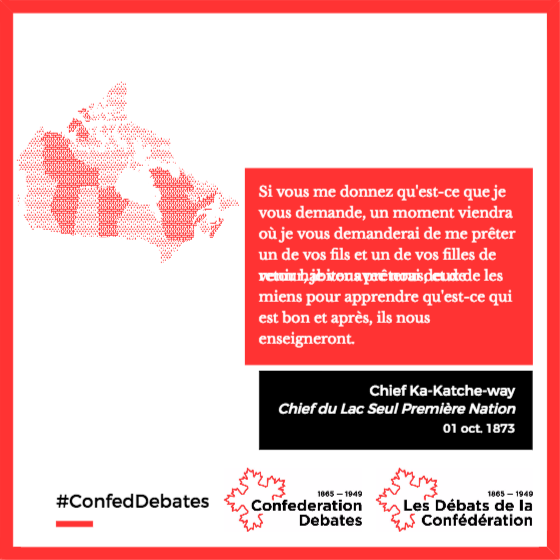 Si vous me donnez qu'est-ce que je
vous demande, un moment viendra
où je vous demanderai de me prêter
un de vos fils et un de vos filles de
de les
miens pour apprendre qu'est-ce qui
est bon et après, ils nous
enseigneront.
Chief Ka-Katche-way
Chief du Lac Seul Première Nation
01 oct. 1873
#ConfedDebates
1865 — 1949
Confederation
Debates
1865 — 1949
Les Débats de la
Confédération